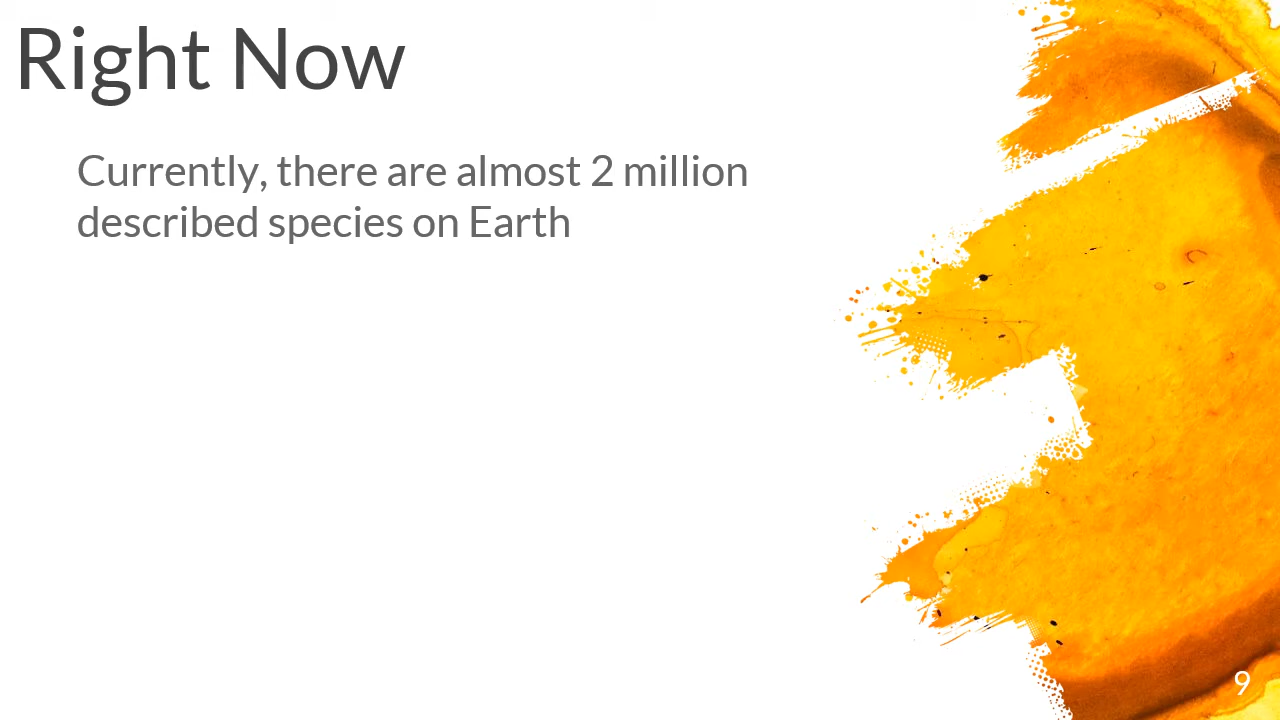 Right Now
Currently, there are almost 2 million
described species on Earth
9